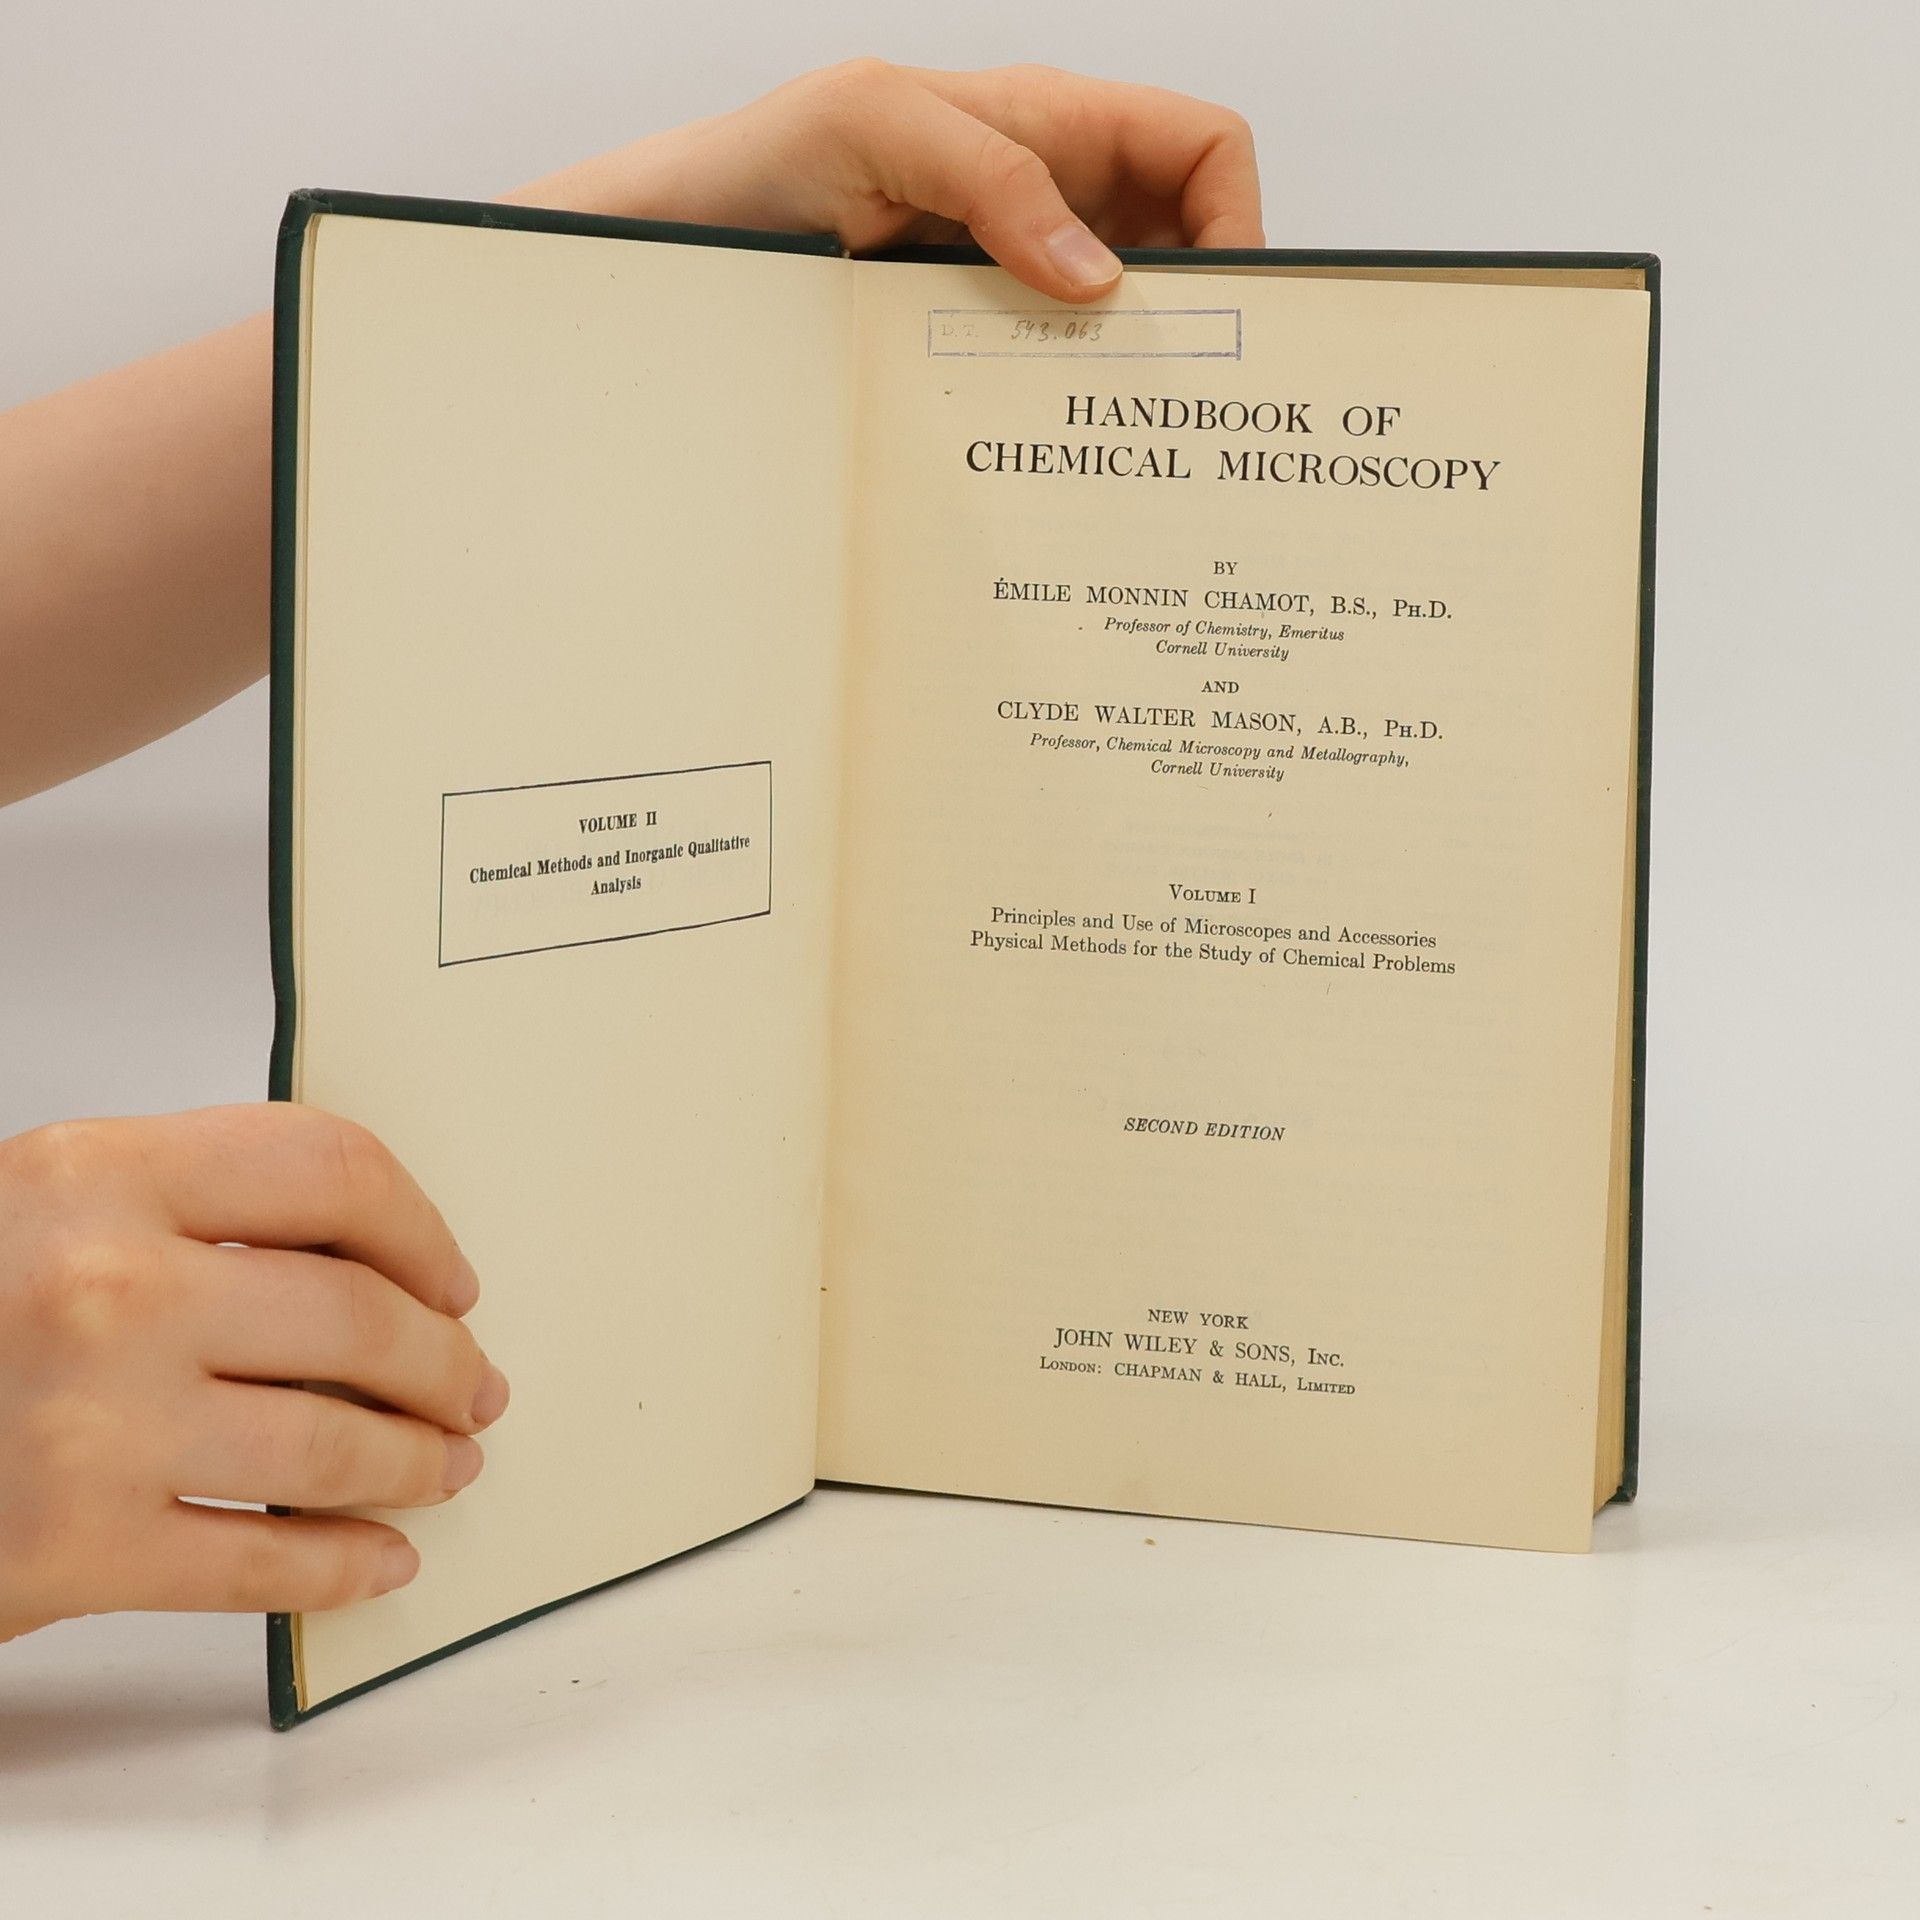 VOLUME II
Chemical Methods and Inorganic Qualitative
Analysis
D. T. 543.063
HANDBOOK OF
CHEMICAL MICROSCOPY
BY
ÉMILE MONNIN CHAMOT, B.S., PH.D.
Professor of Chemistry, Emeritus
Cornell University
AND
CLYDE WALTER MASON, A.B., PH.D.
Professor, Chemical Microscopy and Metallography,
Cornell University
VOLUME I
Principles and Use of Microscopes and Accessories
Physical Methods for the Study of Chemical Problems
SECOND EDITION
NEW YORK
JOHN WILEY & SONS, INC.
LONDON: CHAPMAN & HALL, LIMITED